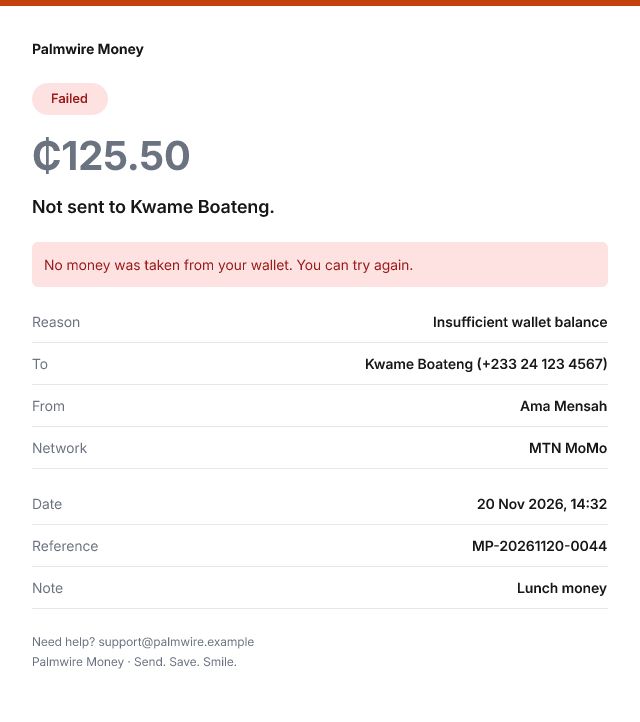 Palmwire Money
Failed
₵125.50
Not sent to Kwame Boateng.
No money was taken from your wallet. You can try again.
Reason Insufficient wallet balance
To Kwame Boateng (+233 24 123 4567)
From Ama Mensah
Network MTN MoMo
Date 20 Nov 2026, 14:32
Reference MP-20261120-0044
Note Lunch money
Need help? support@palmwire.example
Palmwire Money · Send. Save. Smile.